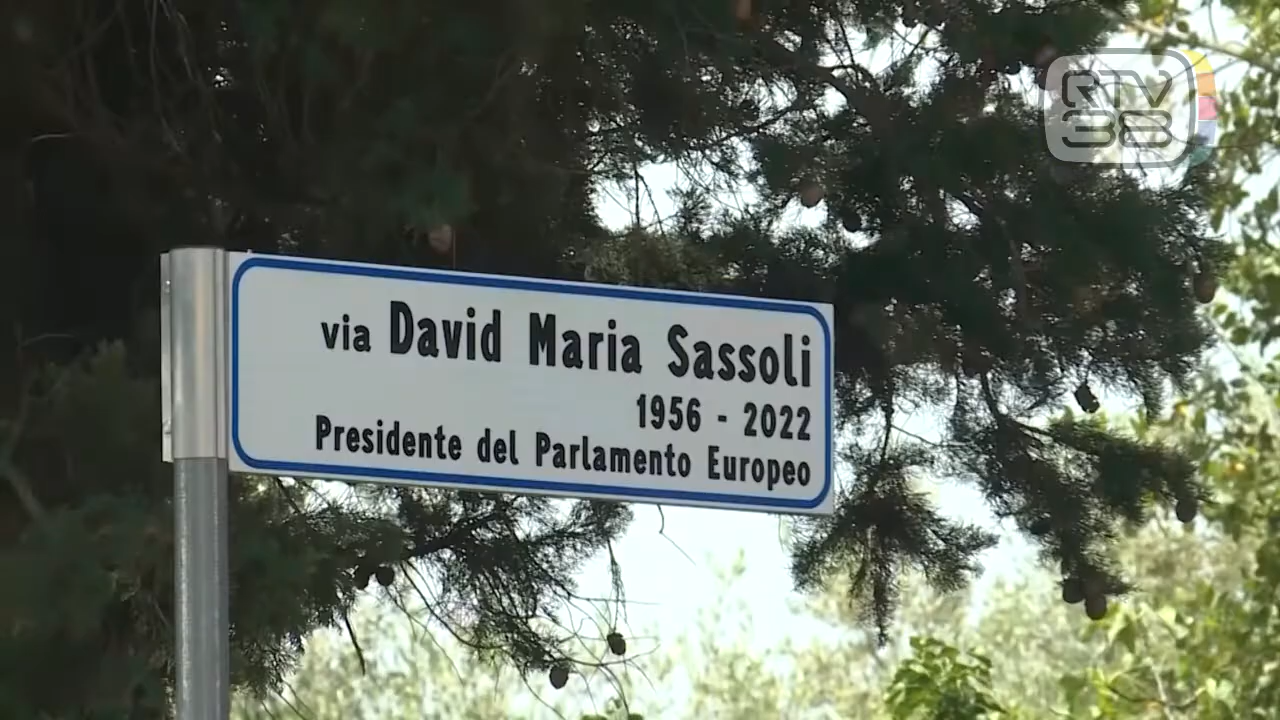 RTV
38
via David Maria Sassoli
1956 - 2022
Presidente del Parlamento Europeo